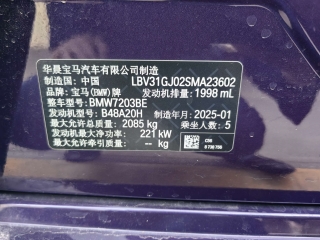 华晨宝马汽车有限公司制造
制造国：中国 LBV31GJ02SMA23602
品牌：宝马(BMW)牌 发动机排量：1998 mL
整车型号：BMW7203BE
发动机型号：B48A20H 制造年月：2025-01
最大允许总质量：2085 kg 乘坐人数：5
发动机最大净功率：221 kW
最大允许牵引质量：-- kg